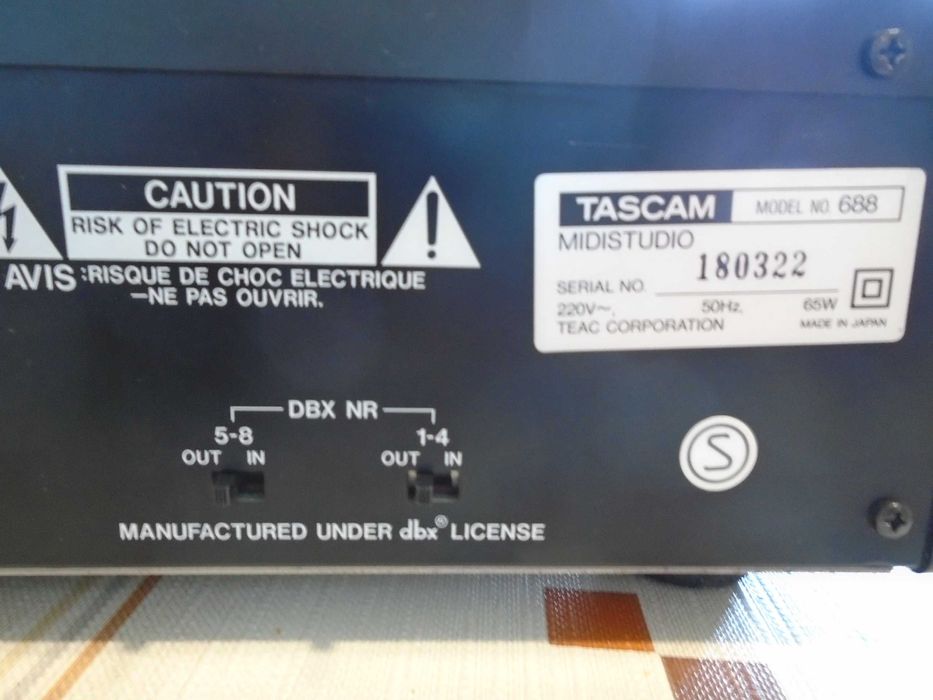 CAUTION
RISK OF ELECTRIC SHOCK
DO NOT OPEN
AVIS:RISQUE DE CHOC ELECTRIQUE
–NE PAS OUVRIR.
TASCAM MODEL NO. 688
MIDISTUDIO
SERIAL NO. 180322
220V~, 50Hz, 65W
TEAC CORPORATION MADE IN JAPAN
DBX NR
5-8 1-4
OUT IN OUT IN
S
MANUFACTURED UNDER dbx® LICENSE